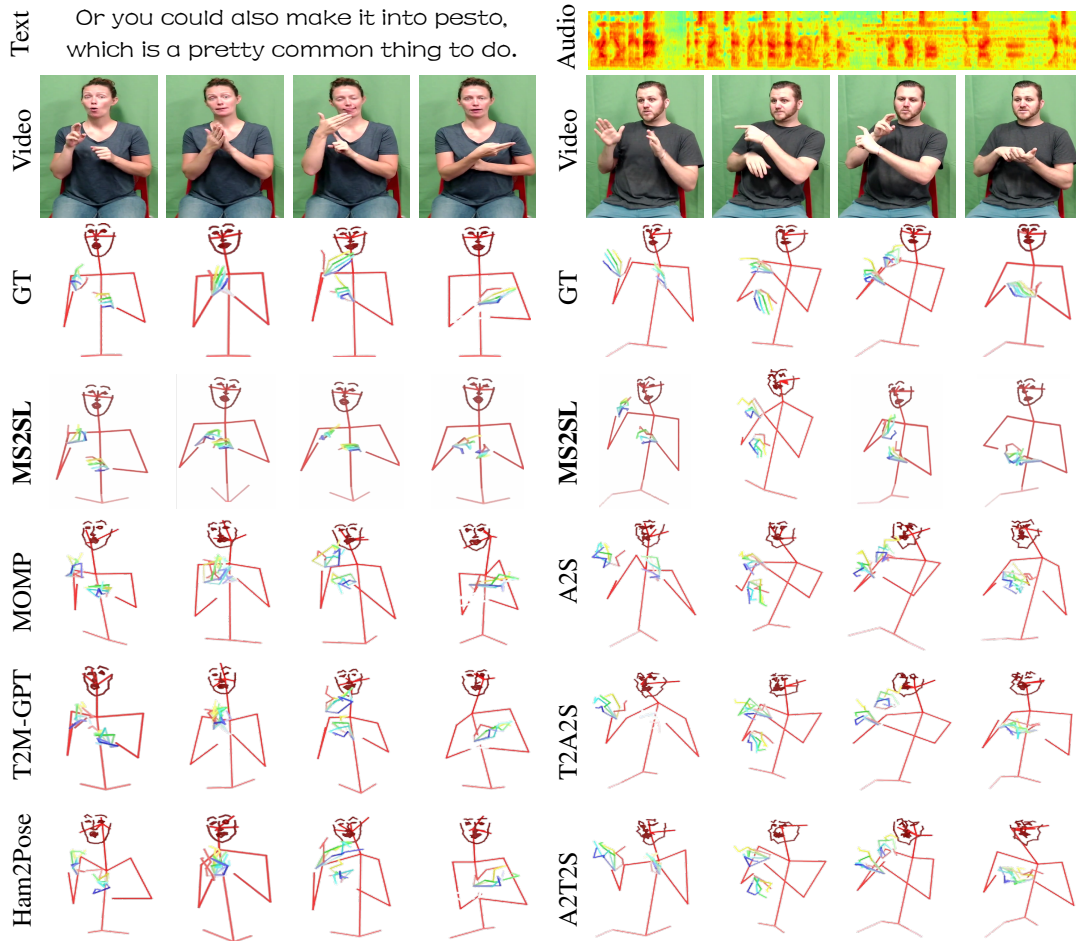 Text
Or you could also make it into pesto,
which is a pretty common thing to do.
Video
GT
MS2SL
MOMP
T2M-GPT
Ham2Pose
Audio
Video
GT
MS2SL
A2S
T2A2S
A2T2S